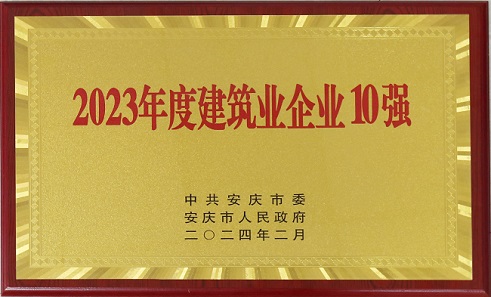 2023年度建筑业企业10强
中共安庆市委
安庆市人民政府
二〇二四年二月